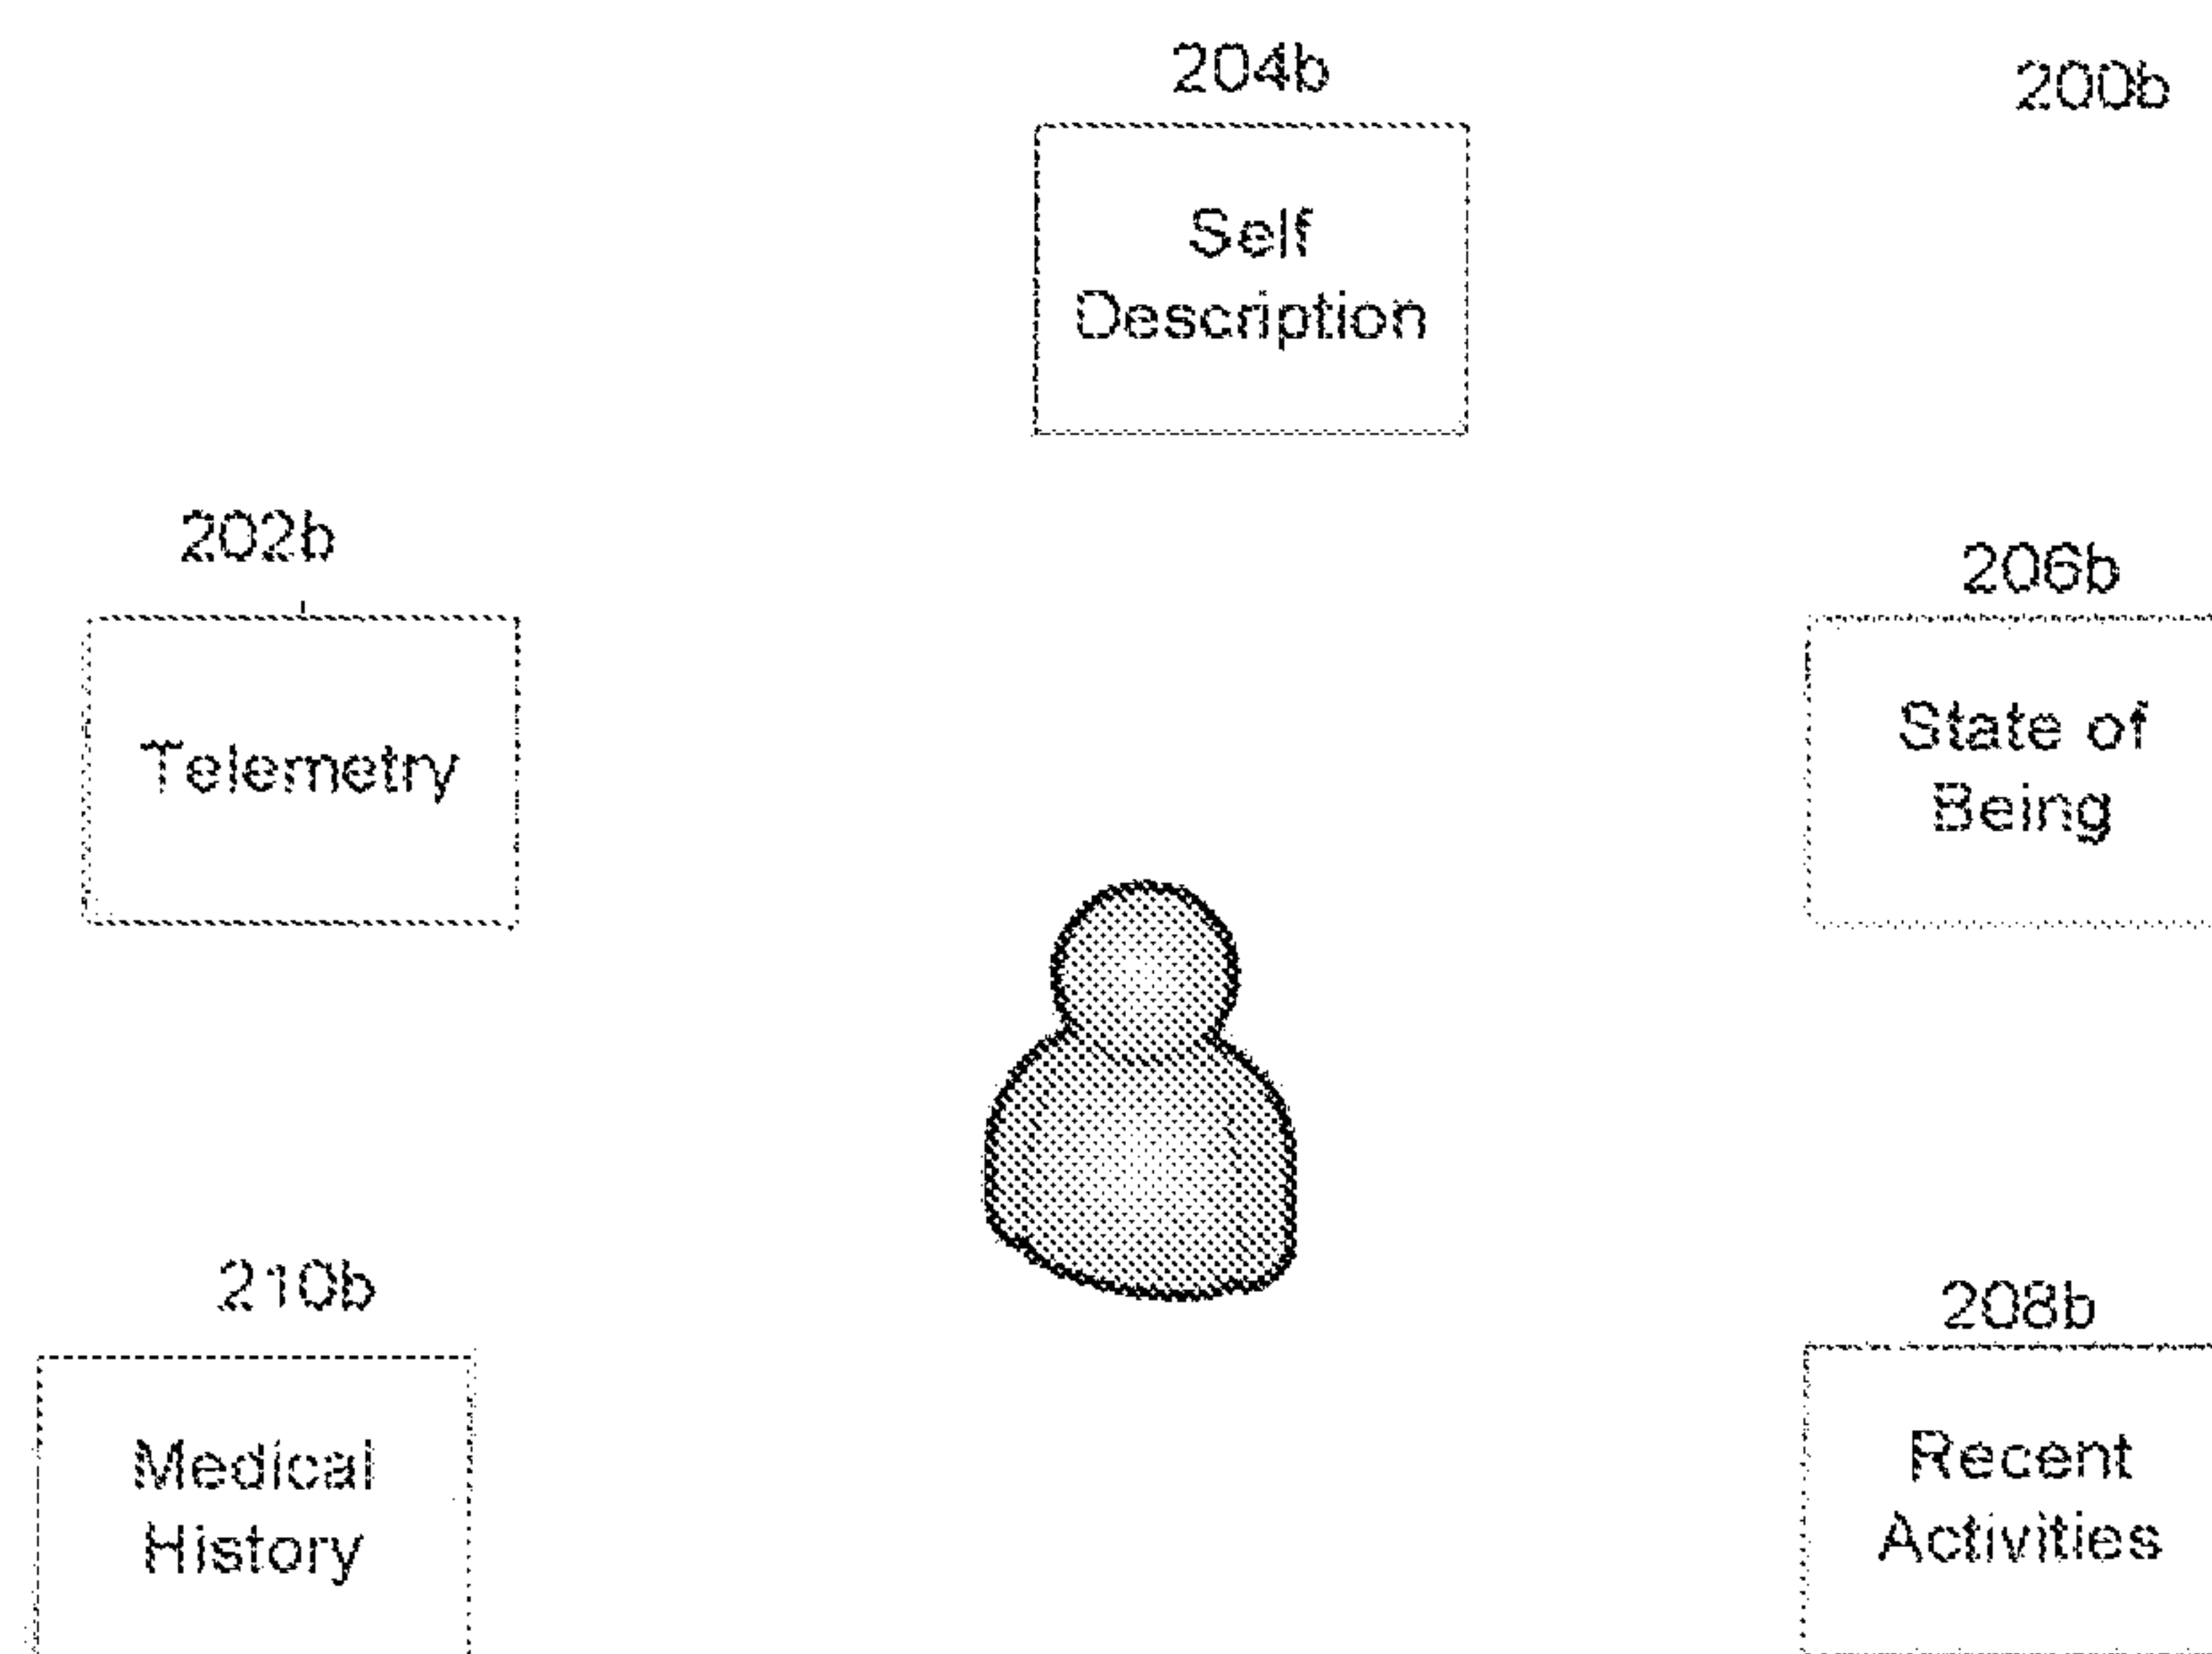 204b
200b
Self
Description
202b
206b
Telemetry
State of
Being
210b
208b
Medical
History
Recent
Activities